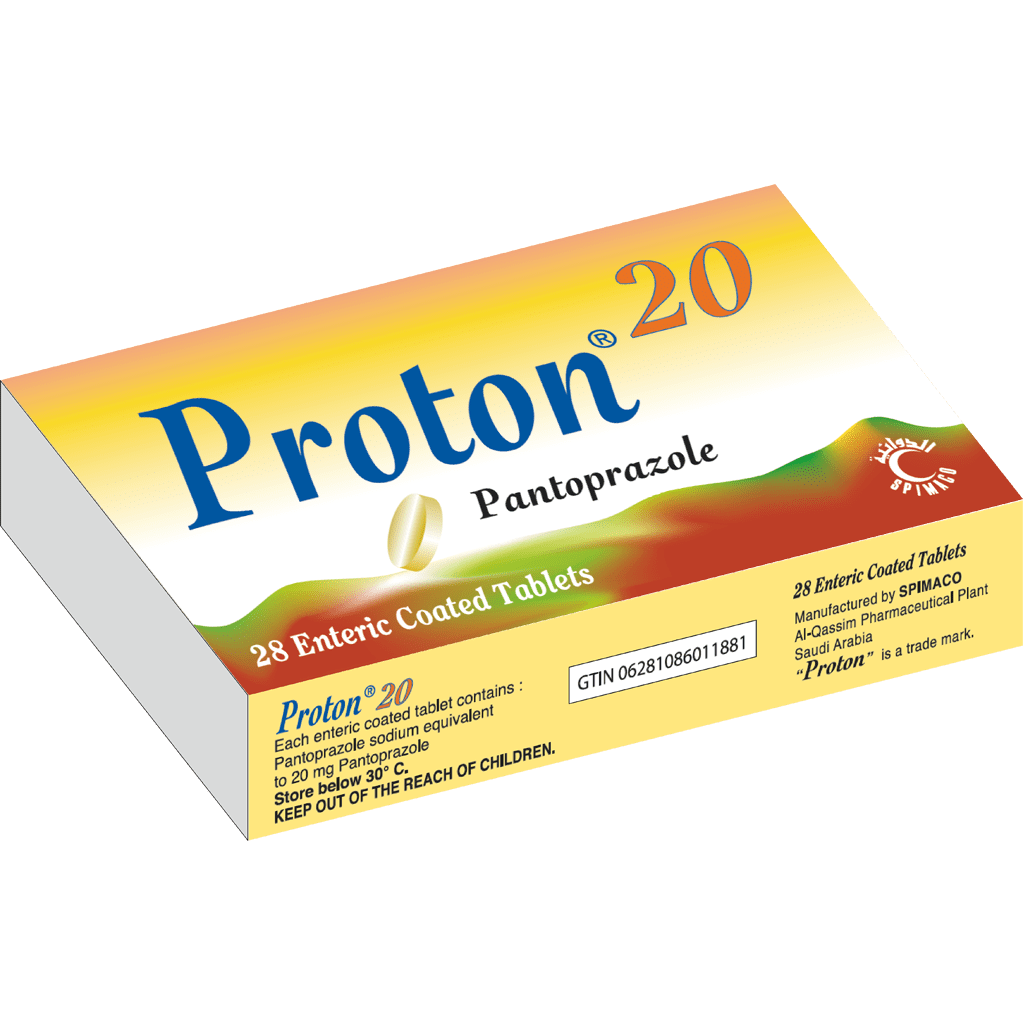 Proton® 20
Pantoprazole
الدوائية
SPIMACO
28 Enteric Coated Tablets
Proton® 20
Each enteric coated tablet contains :
Pantoprazole sodium equivalent
to 20 mg Pantoprazole
Store below 30° C.
KEEP OUT OF THE REACH OF CHILDREN.
GTIN 06281086011881
28 Enteric Coated Tablets
Manufactured by SPIMACO
Al-Qassim Pharmaceutical Plant
Saudi Arabia
“Proton” is a trade mark.